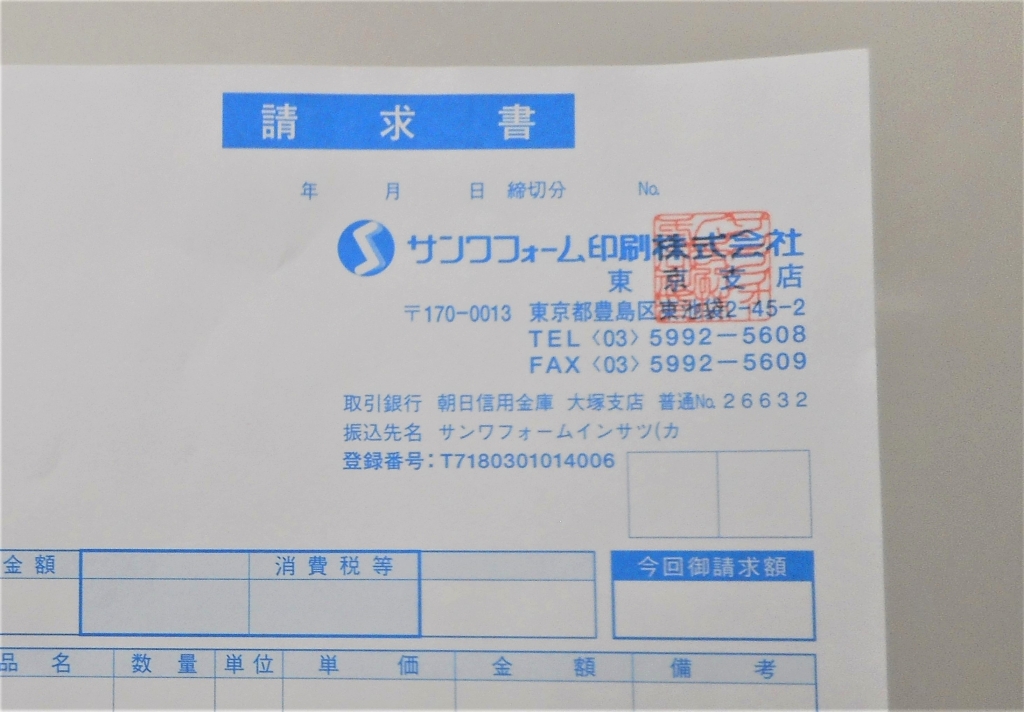 請求書
年 月 日 締切分 No.
サンワフォーム印刷株式会社
東京支店
〒170-0013 東京都豊島区東池袋2-45-2
TEL〈03〉5992-5608
FAX〈03〉5992-5609
取引銀行 朝日信用金庫 大塚支店 普通No.26632
振込先名 サンワフォームインサツ(カ
登録番号:T7180301014006
金額 消費税等 今回御請求額
品名 数量 単位 単価 金額 備考